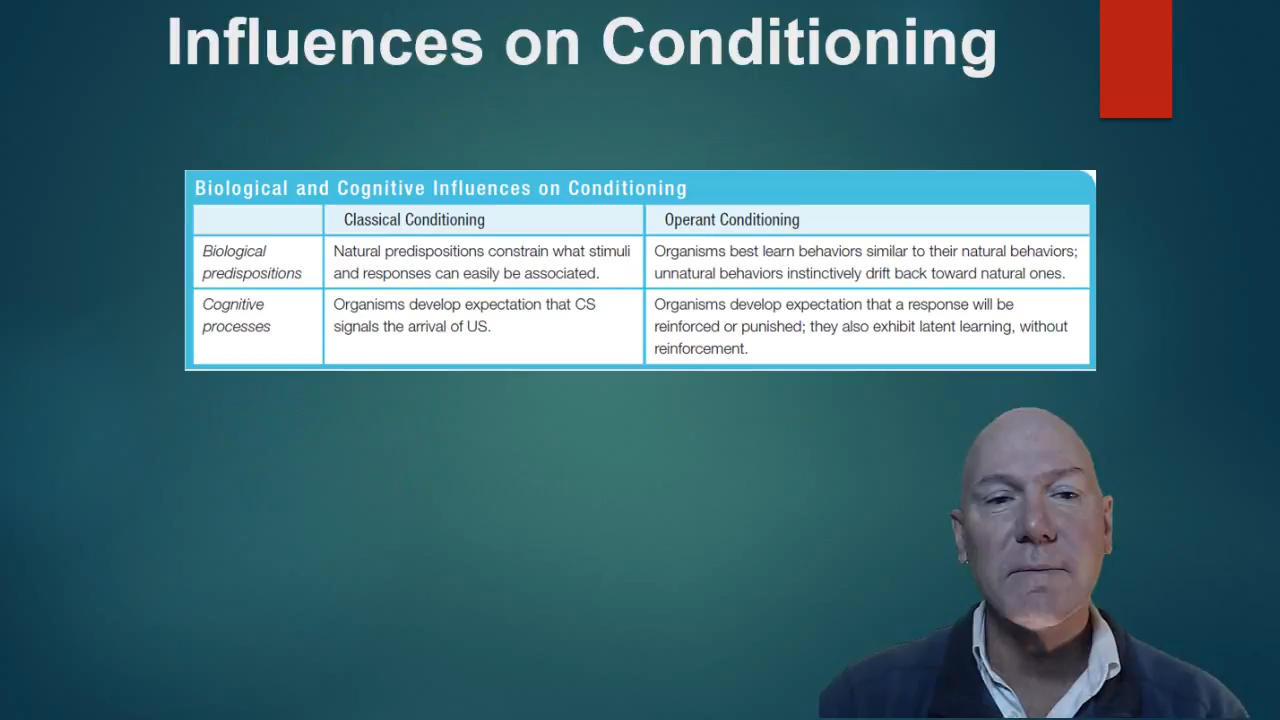 Influences on Conditioning
Biological and Cognitive Influences on Conditioning
Classical Conditioning
Operant Conditioning
Biological
predispositions
Natural predispositions constrain what stimuli
and responses can easily be associated.
Organisms best learn behaviors similar to their natural behaviors;
unnatural behaviors instinctively drift back toward natural ones.
Cognitive
processes
Organisms develop expectation that CS
signals the arrival of US.
Organisms develop expectation that a response will be
reinforced or punished; they also exhibit latent learning, without
reinforcement.